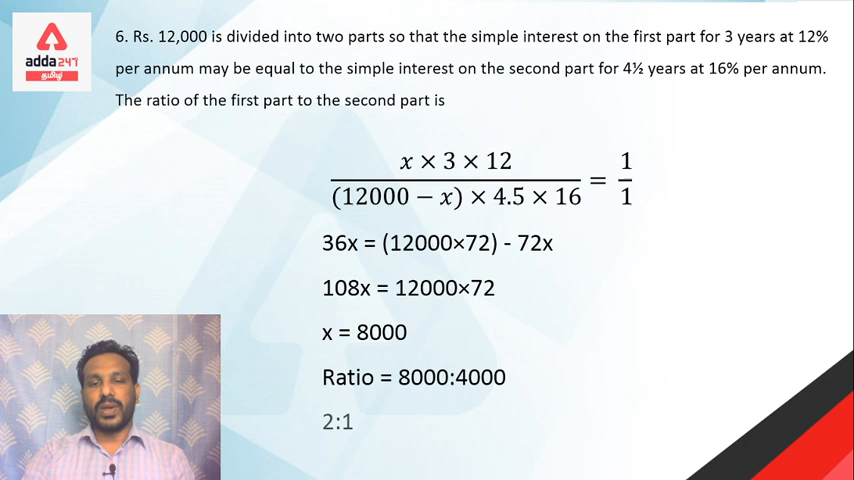 adda247
தமிழ்
6. Rs. 12,000 is divided into two parts so that the simple interest on the first part for 3 years at 12%
per annum may be equal to the simple interest on the second part for 4½ years at 16% per annum.
The ratio of the first part to the second part is
x × 3 × 12
(12000 − x) × 4.5 × 16
= 1/1
36x = (12000×72) - 72x
108x = 12000×72
x = 8000
Ratio = 8000:4000
2:1